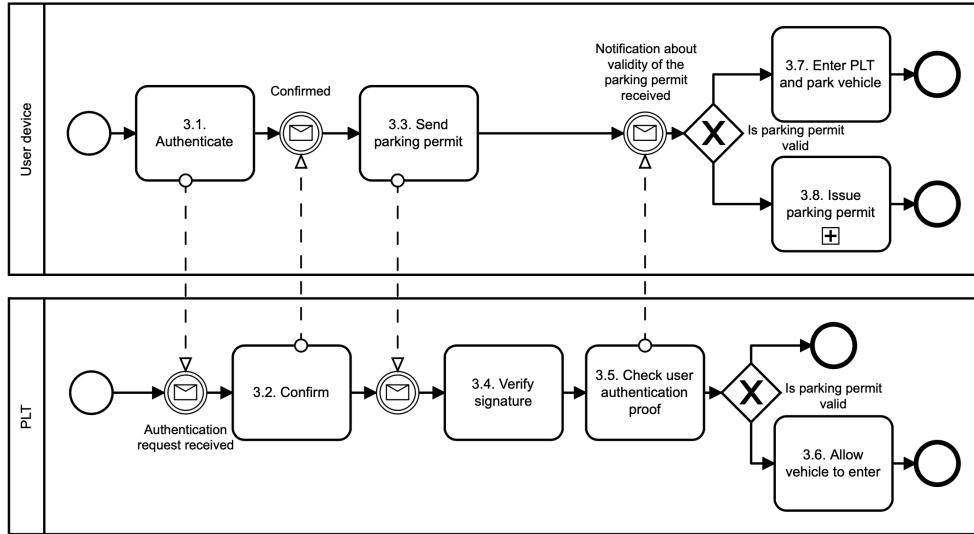 User device
3.1.
Authenticate
Confirmed
3.3. Send
parking permit
Notification about
validity of the
parking permit
received
Is parking permit
valid
3.7. Enter PLT
and park vehicle
3.8. Issue
parking permit
PLT
Authentication
request received
3.2. Confirm
3.4. Verify
signature
3.5. Check user
authentication
proof
Is parking permit
valid
3.6. Allow
vehicle to enter